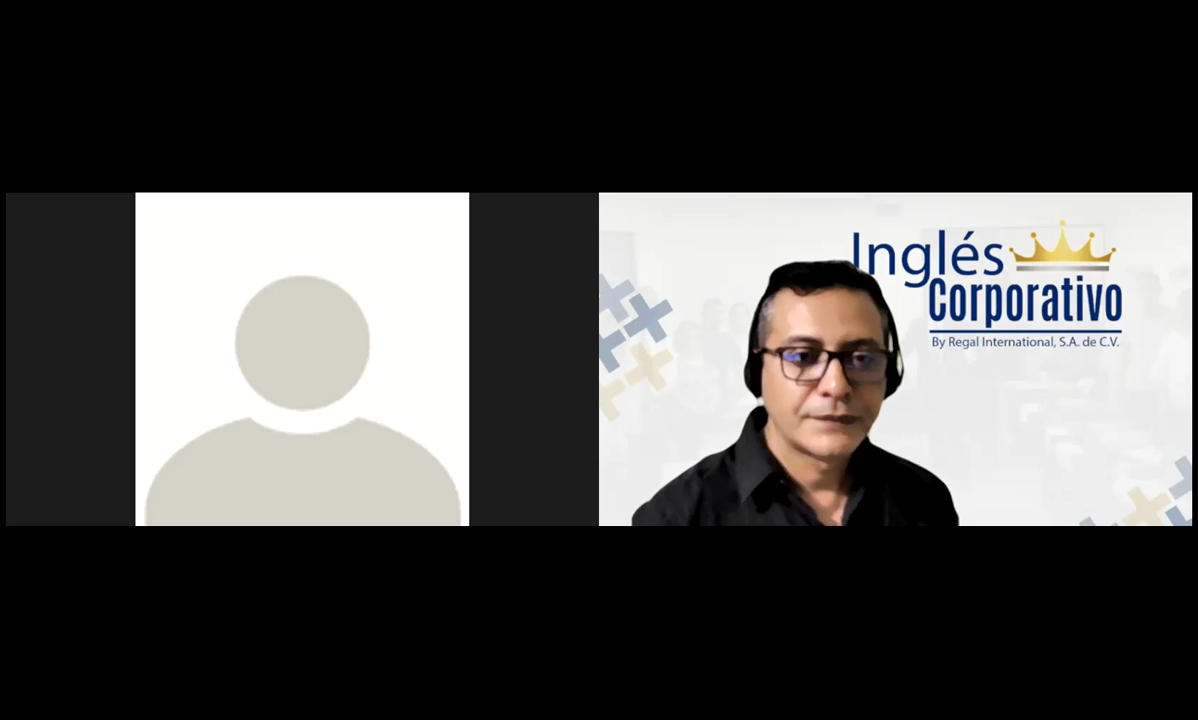 Inglés
Corporativo
By Regal International, S.A. de C.V.